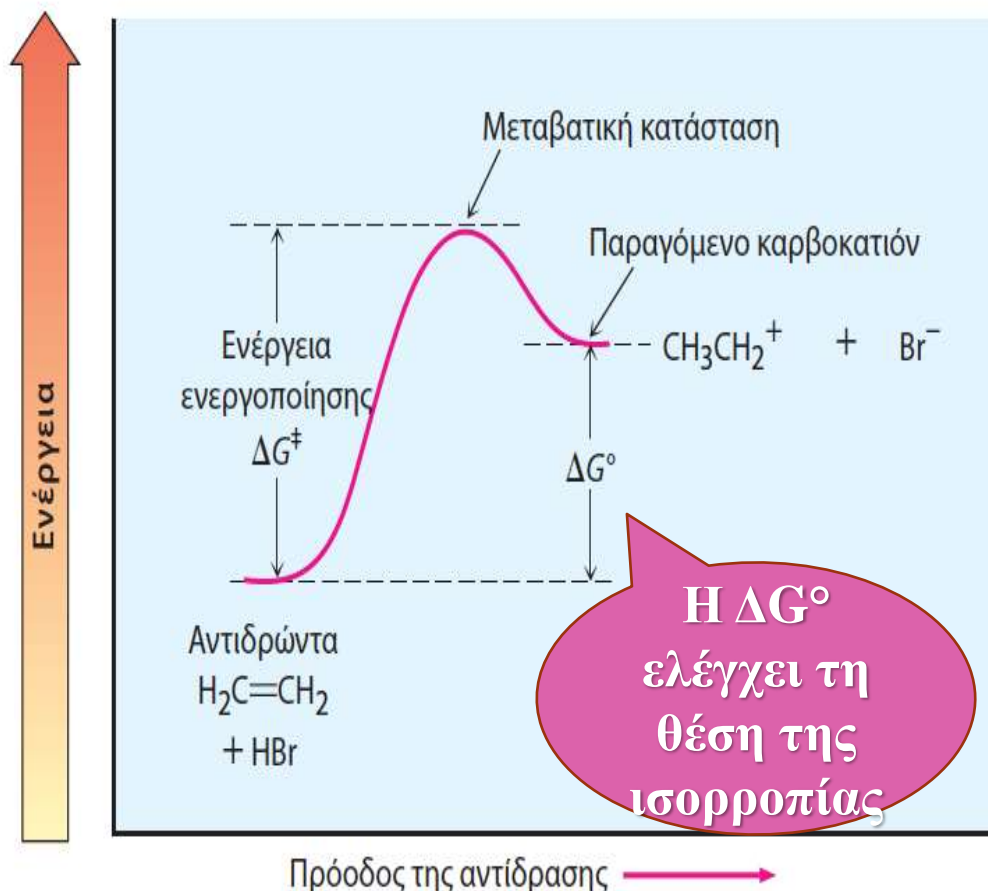 Ενέργεια
Μεταβατική κατάσταση
Παραγόμενο καρβοκατιόν
CH₃CH₂⁺ + Br⁻
Ενέργεια
ενεργοποίησης
ΔG‡
ΔG°
Αντιδρώντα
H₂C=CH₂
+ HBr
Η ΔG°
ελέγχει τη
θέση της
ισορροπίας
Πρόοδος της αντίδρασης